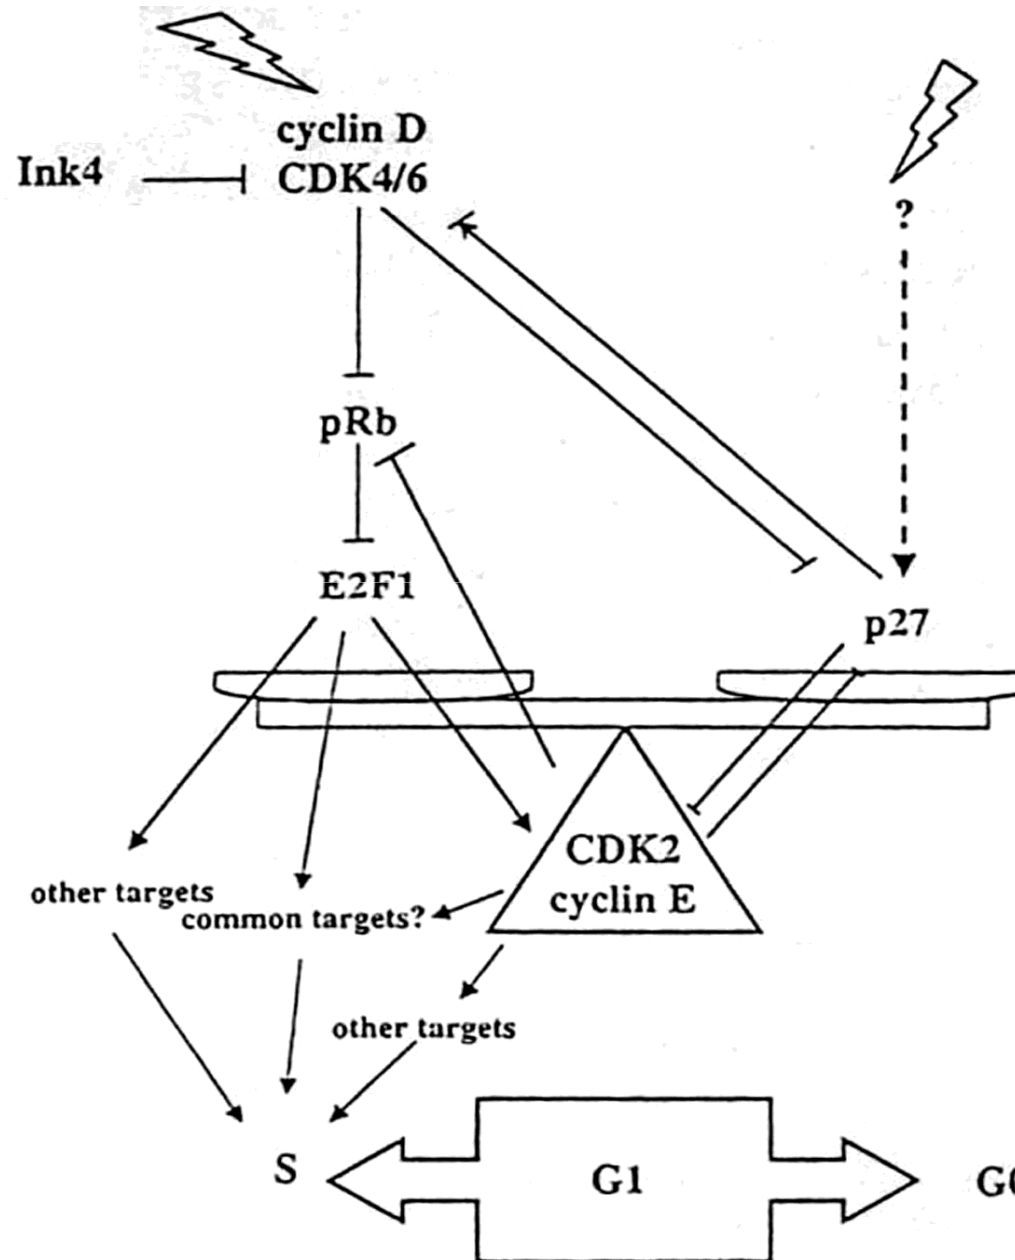 cyclin D
Ink4
CDK4/6
?
pRb
E2F1
p27
CDK2
other targets
cyclin E
common targets?
other targets
S
G1